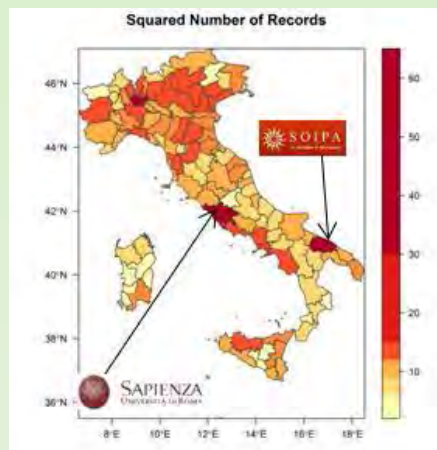 Squared Number of Records
46°N
44°N
42°N
40°N
38°N
36°N
8°E
10°E
12°E
14°E
16°E
18°E
60
50
40
30
20
10
SOIPA
SAPIENZA
UNIVERSITÀ DI ROMA